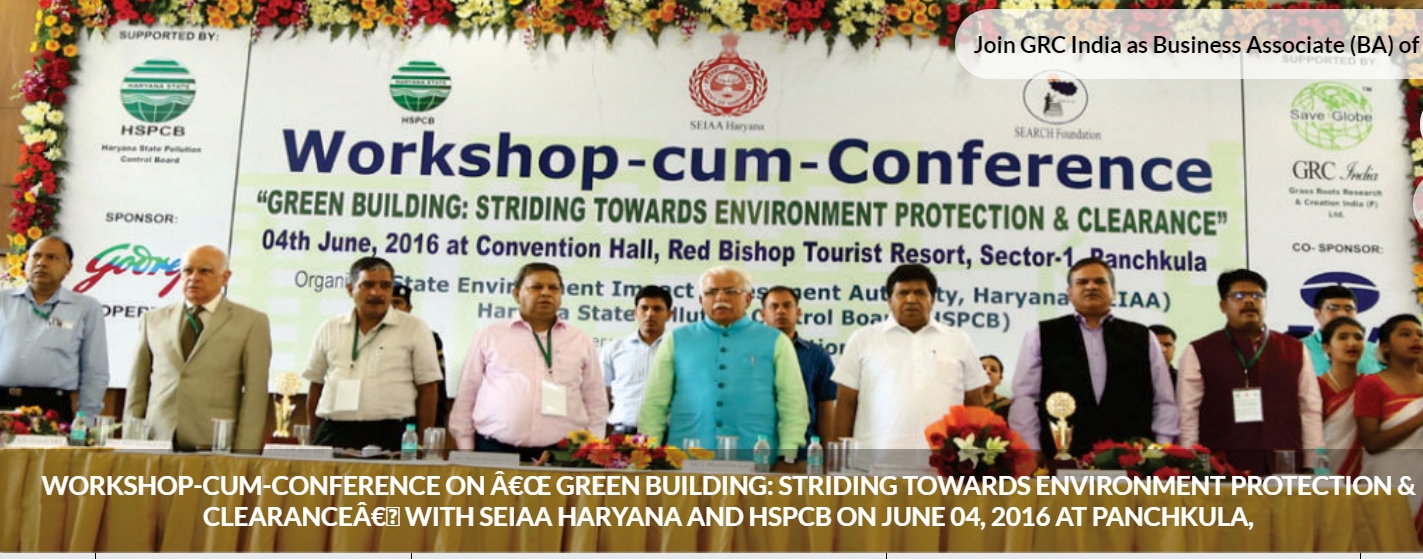 Join GRC India as Business Associate (BA) of
SUPPORTED BY:
HARYANA STATE
HSPCB
Haryana State Pollution
Control Board
SPONSOR:
Godrej
HARYANA STATE
HSPCB
SEIAA Haryana
SEARCH Foundation
Workshop-cum-Conference
“GREEN BUILDING: STRIDING TOWARDS ENVIRONMENT PROTECTION & CLEARANCE”
04th June, 2016 at Convention Hall, Red Bishop Tourist Resort, Sector-1, Panchkula
SUPPORTED BY:
Save Globe
TM
GRC India
Grass Roots Research
& Creation India (P)
Ltd.
CO- SPONSOR:
WORKSHOP-CUM-CONFERENCE ON Â€Œ GREEN BUILDING: STRIDING TOWARDS ENVIRONMENT PROTECTION &
CLEARANCEÂ€ WITH SEIAA HARYANA AND HSPCB ON JUNE 04, 2016 AT PANCHKULA,